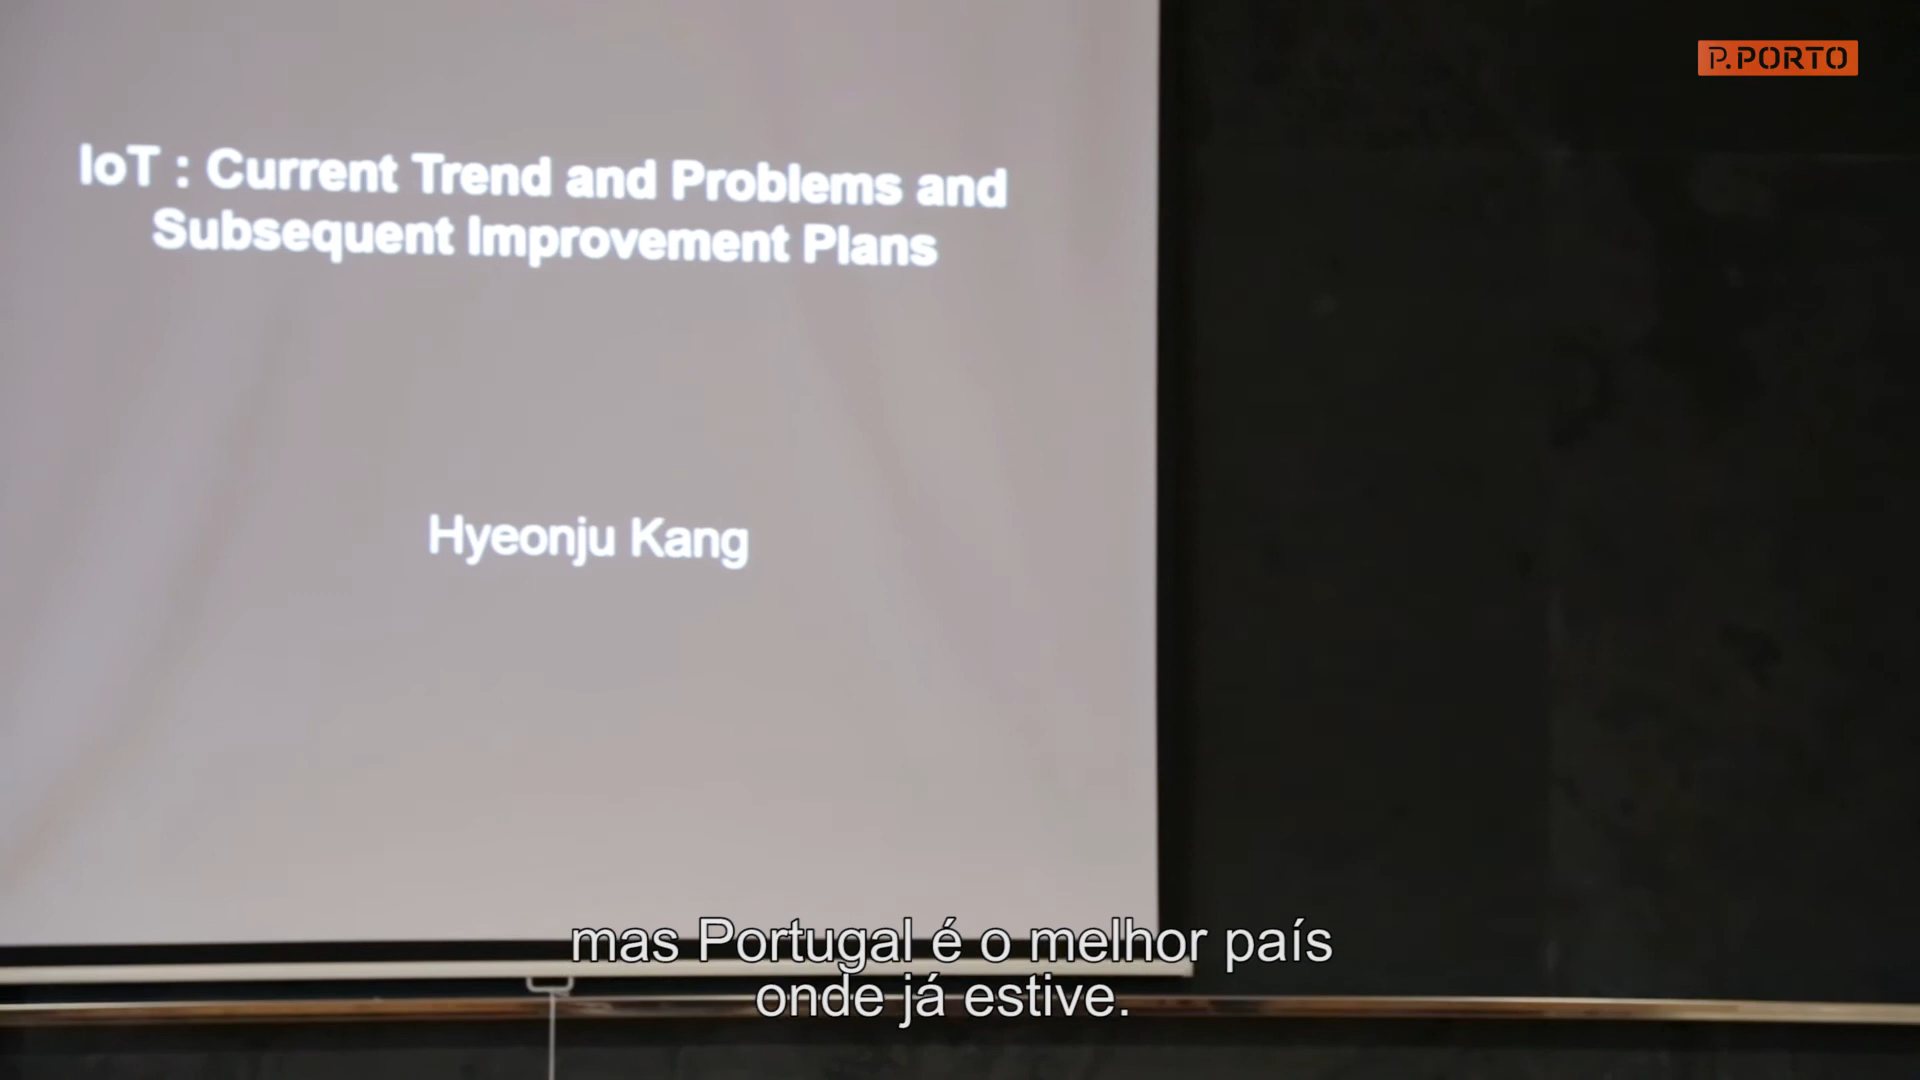 P.PORTO
IoT : Current Trend and Problems and
Subsequent Improvement Plans
Hyeonju Kang
mas Portugal é o melhor país
onde já estive.